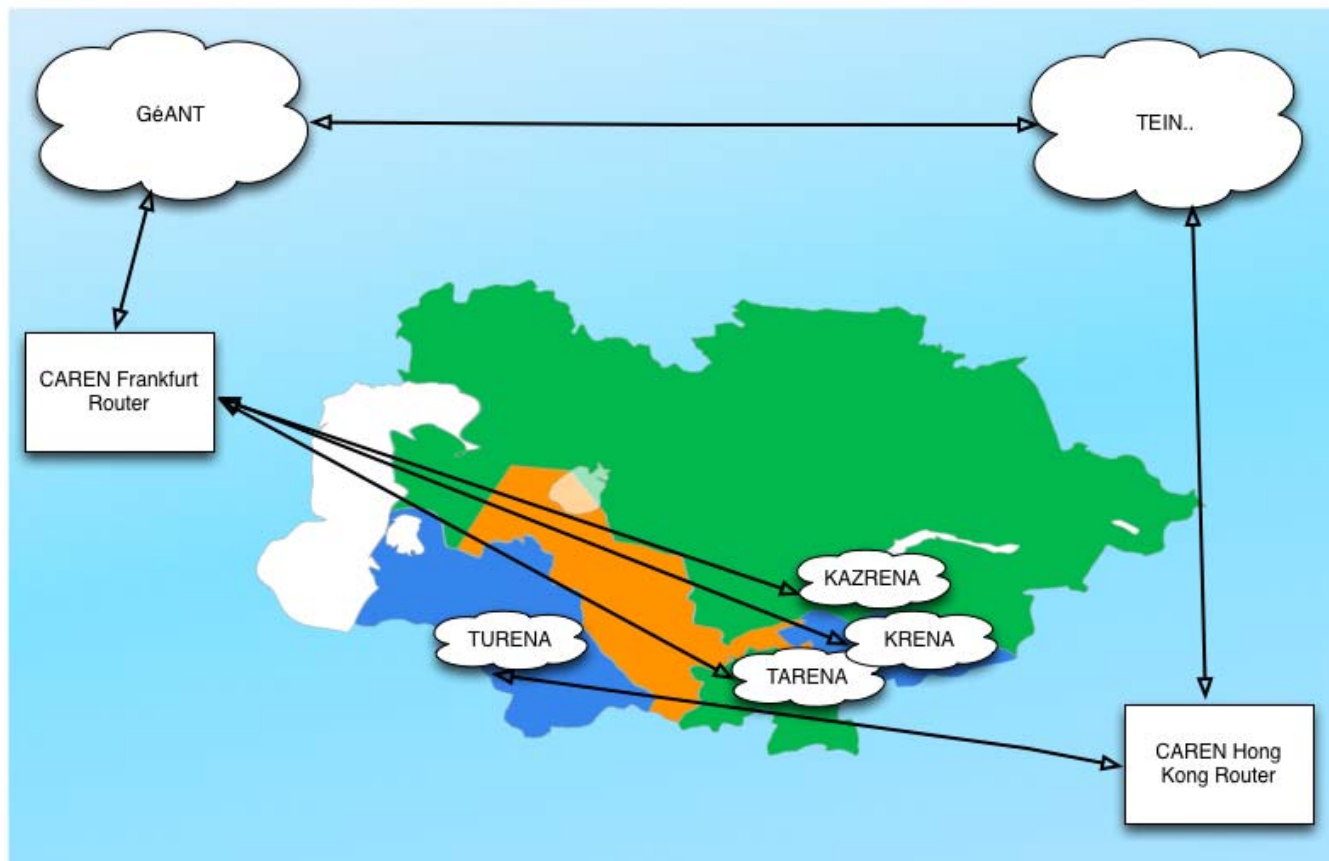 GéANT
TEIN..
CAREN Frankfurt
Router
KAZRENA
TURENA
KRENA
TARENA
CAREN Hong
Kong Router